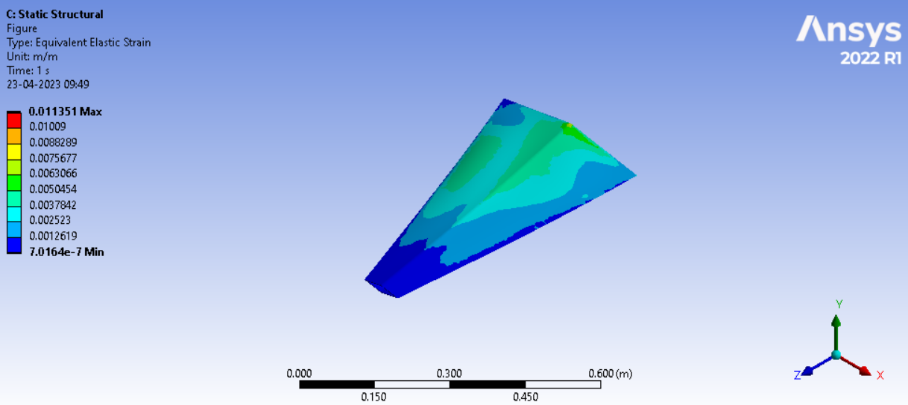 C: Static Structural
Figure
Type: Equivalent Elastic Strain
Unit: m/m
Time: 1 s
23-04-2023 09:49
0.011351 Max
0.01009
0.0088289
0.0075677
0.0063066
0.0050454
0.0037842
0.002523
0.0012619
7.0164e-7 Min
Ansys
2022 R1
0.000
0.300
0.600 (m)
0.150
0.450
Y
Z
X